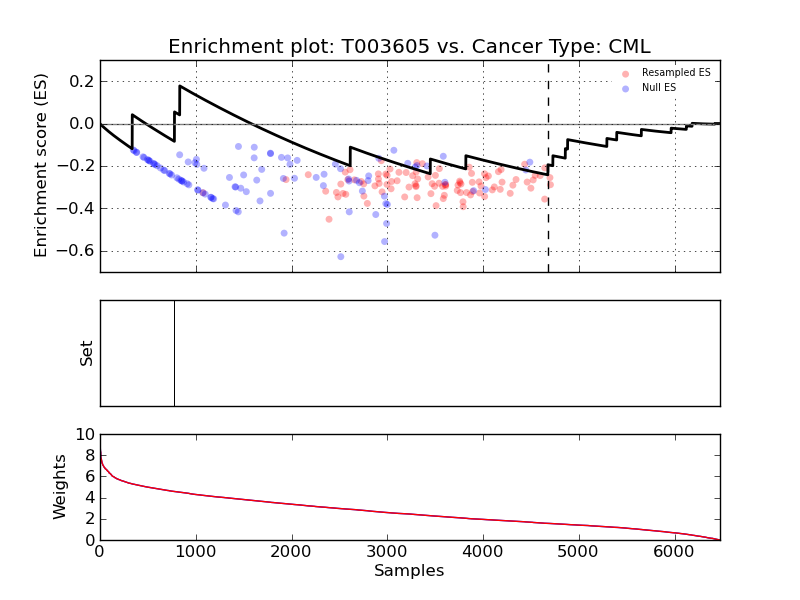 Enrichment plot: T003605 vs. Cancer Type: CML
Enrichment score (ES)
0.2
0.0
−0.2
−0.4
−0.6
Resampled ES
Null ES
Set
Weights
10
8
6
4
2
0
0 1000 2000 3000 4000 5000 6000
Samples